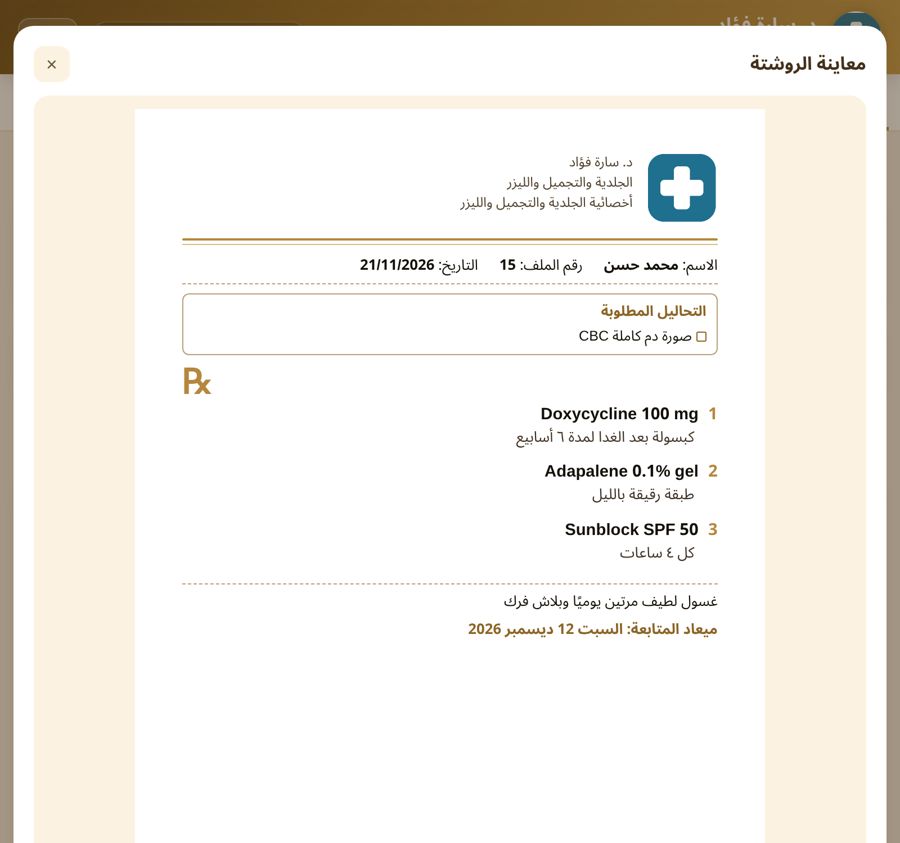 د. سارة فؤاد
معاينة الروشتة
×
د. سارة فؤاد
الجلدية والتجميل والليزر
أخصائية الجلدية والتجميل والليزر
الاسم: محمد حسن رقم الملف: 15 التاريخ: 21/11/2026
التحاليل المطلوبة
صورة دم كاملة CBC
℞
1 Doxycycline 100 mg
كبسولة بعد الغدا لمدة ٦ أسابيع
2 Adapalene 0.1% gel
طبقة رقيقة بالليل
3 Sunblock SPF 50
كل ٤ ساعات
غسول لطيف مرتين يوميًا وبلاش فرك
ميعاد المتابعة: السبت 12 ديسمبر 2026